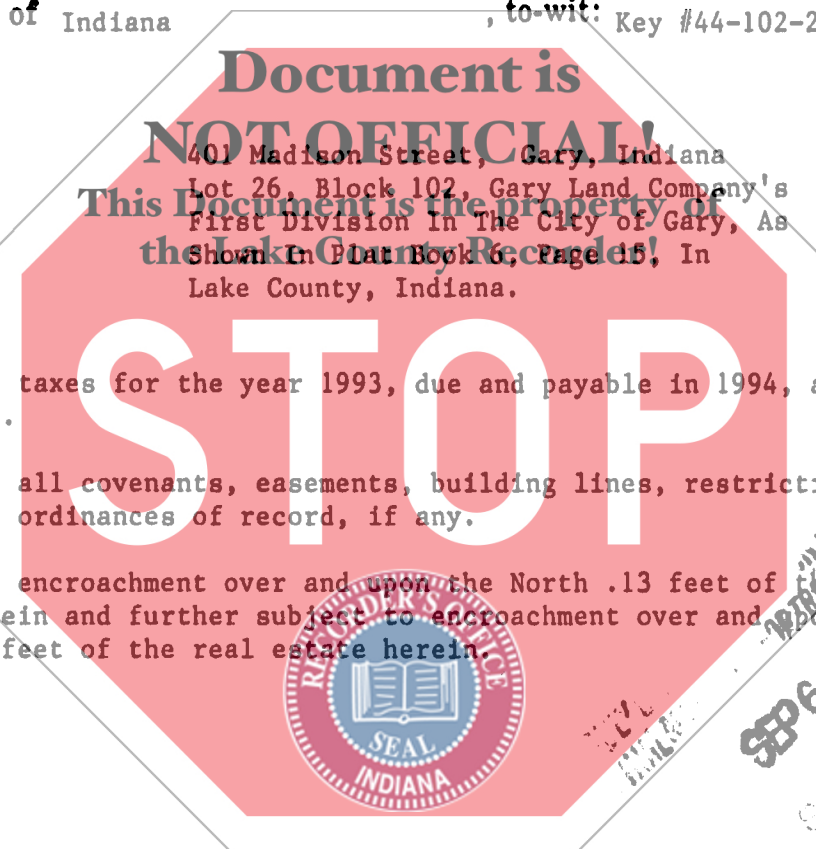 of Indiana , to-wit: Key #44-102-2
Document is
NOT OFFICIAL!
401 Madison Street, Gary, Indiana
Lot 26, Block 102, Gary Land Company's
This Document is the property of
First Division In The City of Gary, As
the Lake County Recorder!
Shown In Plat Book 6, Page 15, In
Lake County, Indiana.
STOP
taxes for the year 1993, due and payable in 1994, a
.
all covenants, easements, building lines, restricti
ordinances of record, if any.
encroachment over and upon the North .13 feet of t
ein and further subject to encroachment over and upo
feet of the real estate herein.
RECORDER'S OFFICE
SEAL
INDIANA
SEP 6